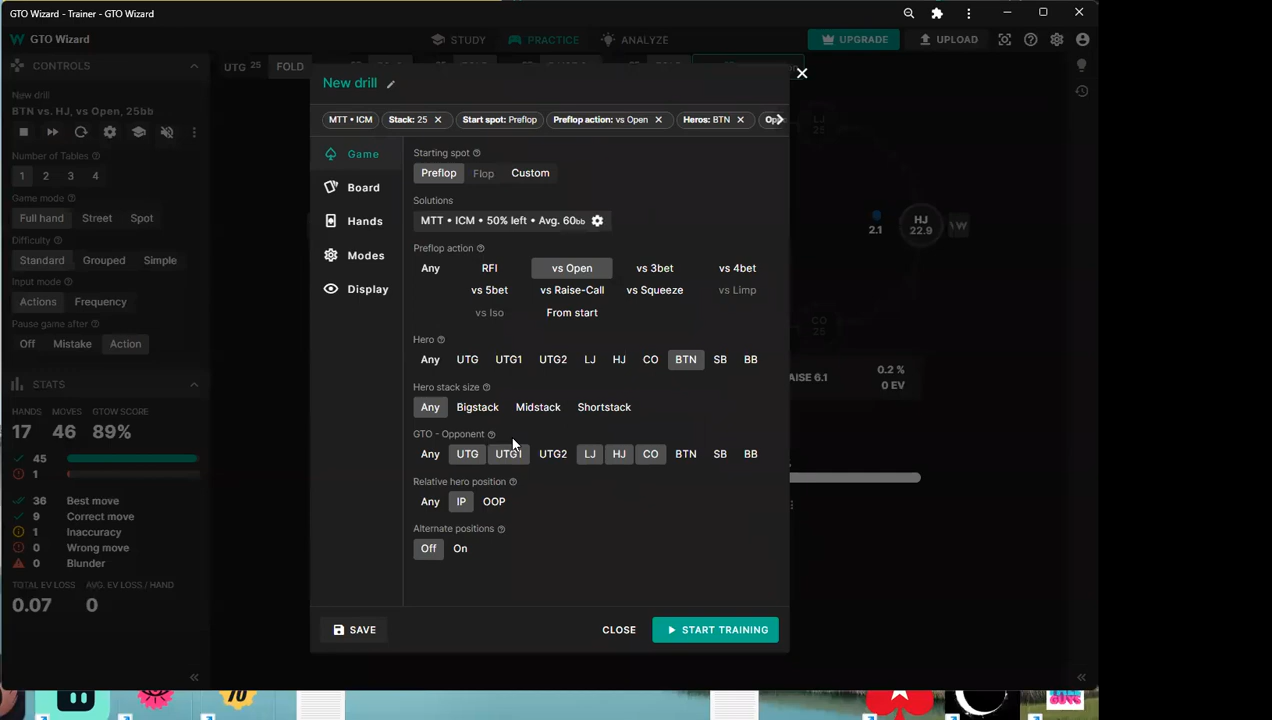 GTO Wizard - Trainer - GTO Wizard
GTO Wizard
STUDY
PRACTICE
ANALYZE
UPGRADE
UPLOAD
CONTROLS
UTG 25
FOLD
New drill
BTN vs. HJ, vs Open, 25bb
Number of Tables
1 2 3 4
Game mode
Full hand Street Spot
Difficulty
Standard Grouped Simple
Input mode
Actions Frequency
Pause game after
Off Mistake Action
STATS
HANDS MOVES GTOW SCORE
17 46 89%
45
1
36 Best move
9 Correct move
1 Inaccuracy
0 Wrong move
0 Blunder
TOTAL EV LOSS AVG. EV LOSS / HAND
0.07 0
New drill
MTT • ICM
Stack: 25
Start spot: Preflop
Preflop action: vs Open
Heros: BTN
Game
Board
Hands
Modes
Display
Starting spot
Preflop Flop Custom
Solutions
MTT • ICM • 50% left • Avg. 60bb
Preflop action
Any RFI vs Open vs 3bet vs 4bet
vs 5bet vs Raise-Call vs Squeeze vs Limp
vs Iso From start
Hero
Any UTG UTG1 UTG2 LJ HJ CO BTN SB BB
Hero stack size
Any Bigstack Midstack Shortstack
GTO - Opponent
Any UTG UTG1 UTG2 LJ HJ CO BTN SB BB
Relative hero position
Any IP OOP
Alternate positions
Off On
SAVE
CLOSE
START TRAINING
LJ
25
2.1
HJ
22.9
CO
25
AISE 6.1
0.2 %
0 EV